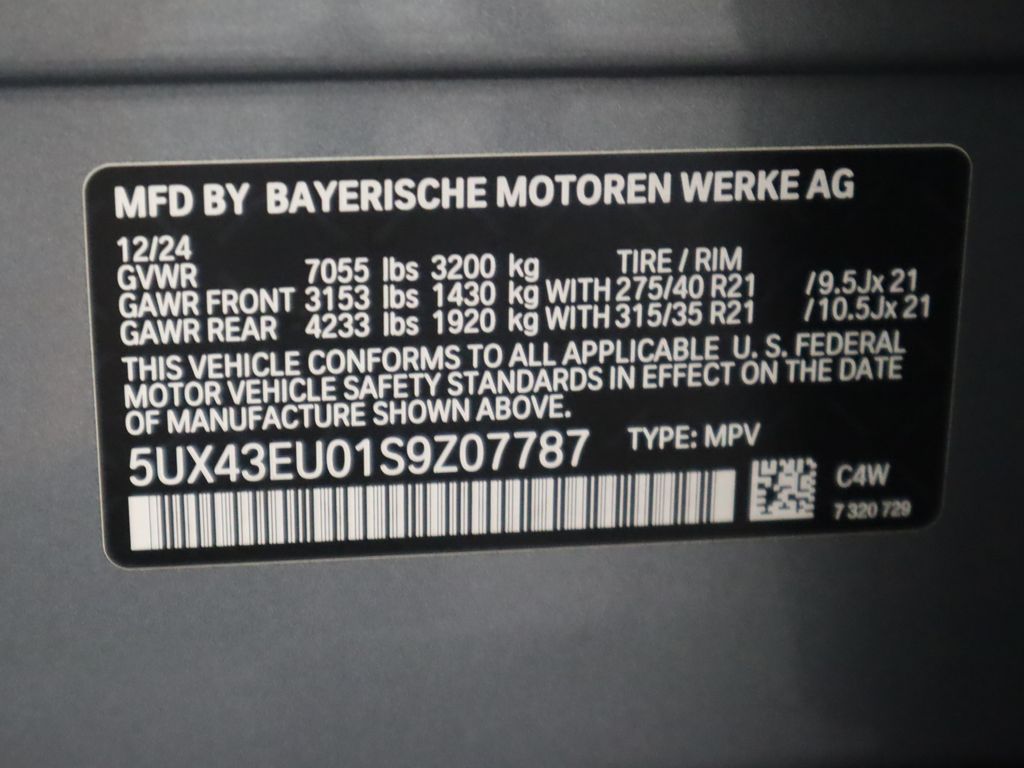 MFD BY BAYERISCHE MOTOREN WERKE AG
12/24
TIRE / RIM
GVWR 7055 lbs 3200 kg
GAWR FRONT 3153 lbs 1430 kg WITH 275/40 R21 /9.5Jx 21
GAWR REAR 4233 lbs 1920 kg WITH 315/35 R21 /10.5Jx 21
THIS VEHICLE CONFORMS TO ALL APPLICABLE U. S. FEDERAL
MOTOR VEHICLE SAFETY STANDARDS IN EFFECT ON THE DATE
OF MANUFACTURE SHOWN ABOVE.
5UX43EU01S9Z07787 TYPE: MPV
C4W
7 320 729